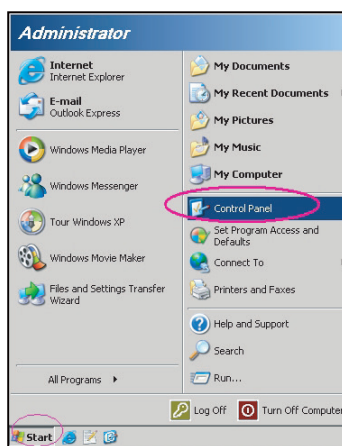 Administrator
Internet
Internet Explorer
E-mail
Outlook Express
Windows Media Player
Windows Messenger
Tour Windows XP
Windows Movie Maker
Files and Settings Transfer
Wizard
All Programs
My Documents
My Recent Documents
My Pictures
My Music
My Computer
Control Panel
Set Program Access and
Defaults
Connect To
Printers and Faxes
Help and Support
Search
Run...
Log Off
Turn Off Computer
Start